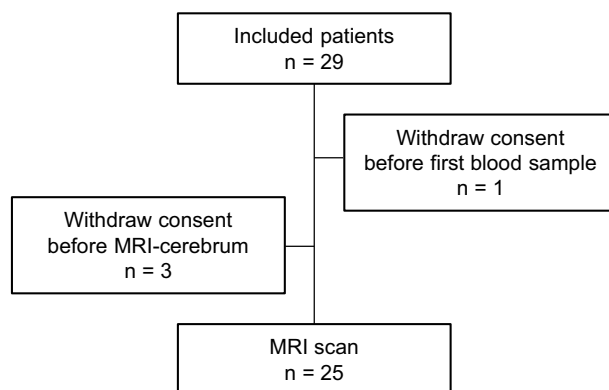 Included patients
n = 29
Withdraw consent
before first blood sample
n = 1
Withdraw consent
before MRI-cerebrum
n = 3
MRI scan
n = 25